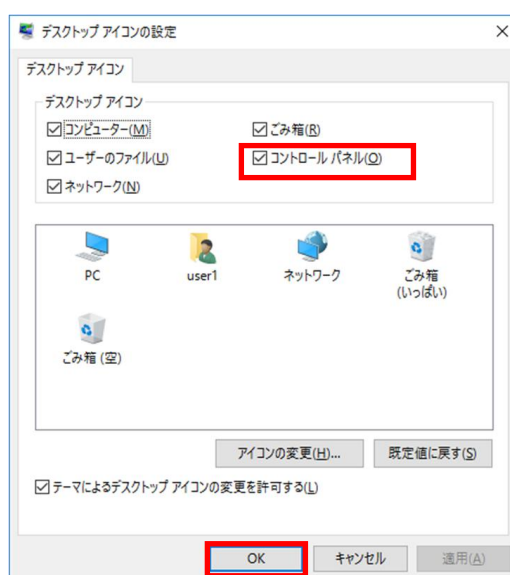 デスクトップ アイコンの設定
デスクトップ アイコン
デスクトップ アイコン
コンピューター(M)
ごみ箱(R)
ユーザーのファイル(U)
コントロール パネル(O)
ネットワーク(N)
PC
user1
ネットワーク
ごみ箱
(いっぱい)
ごみ箱 (空)
アイコンの変更(H)...
既定値に戻す(S)
テーマによるデスクトップ アイコンの変更を許可する(L)
OK
キャンセル
適用(A)